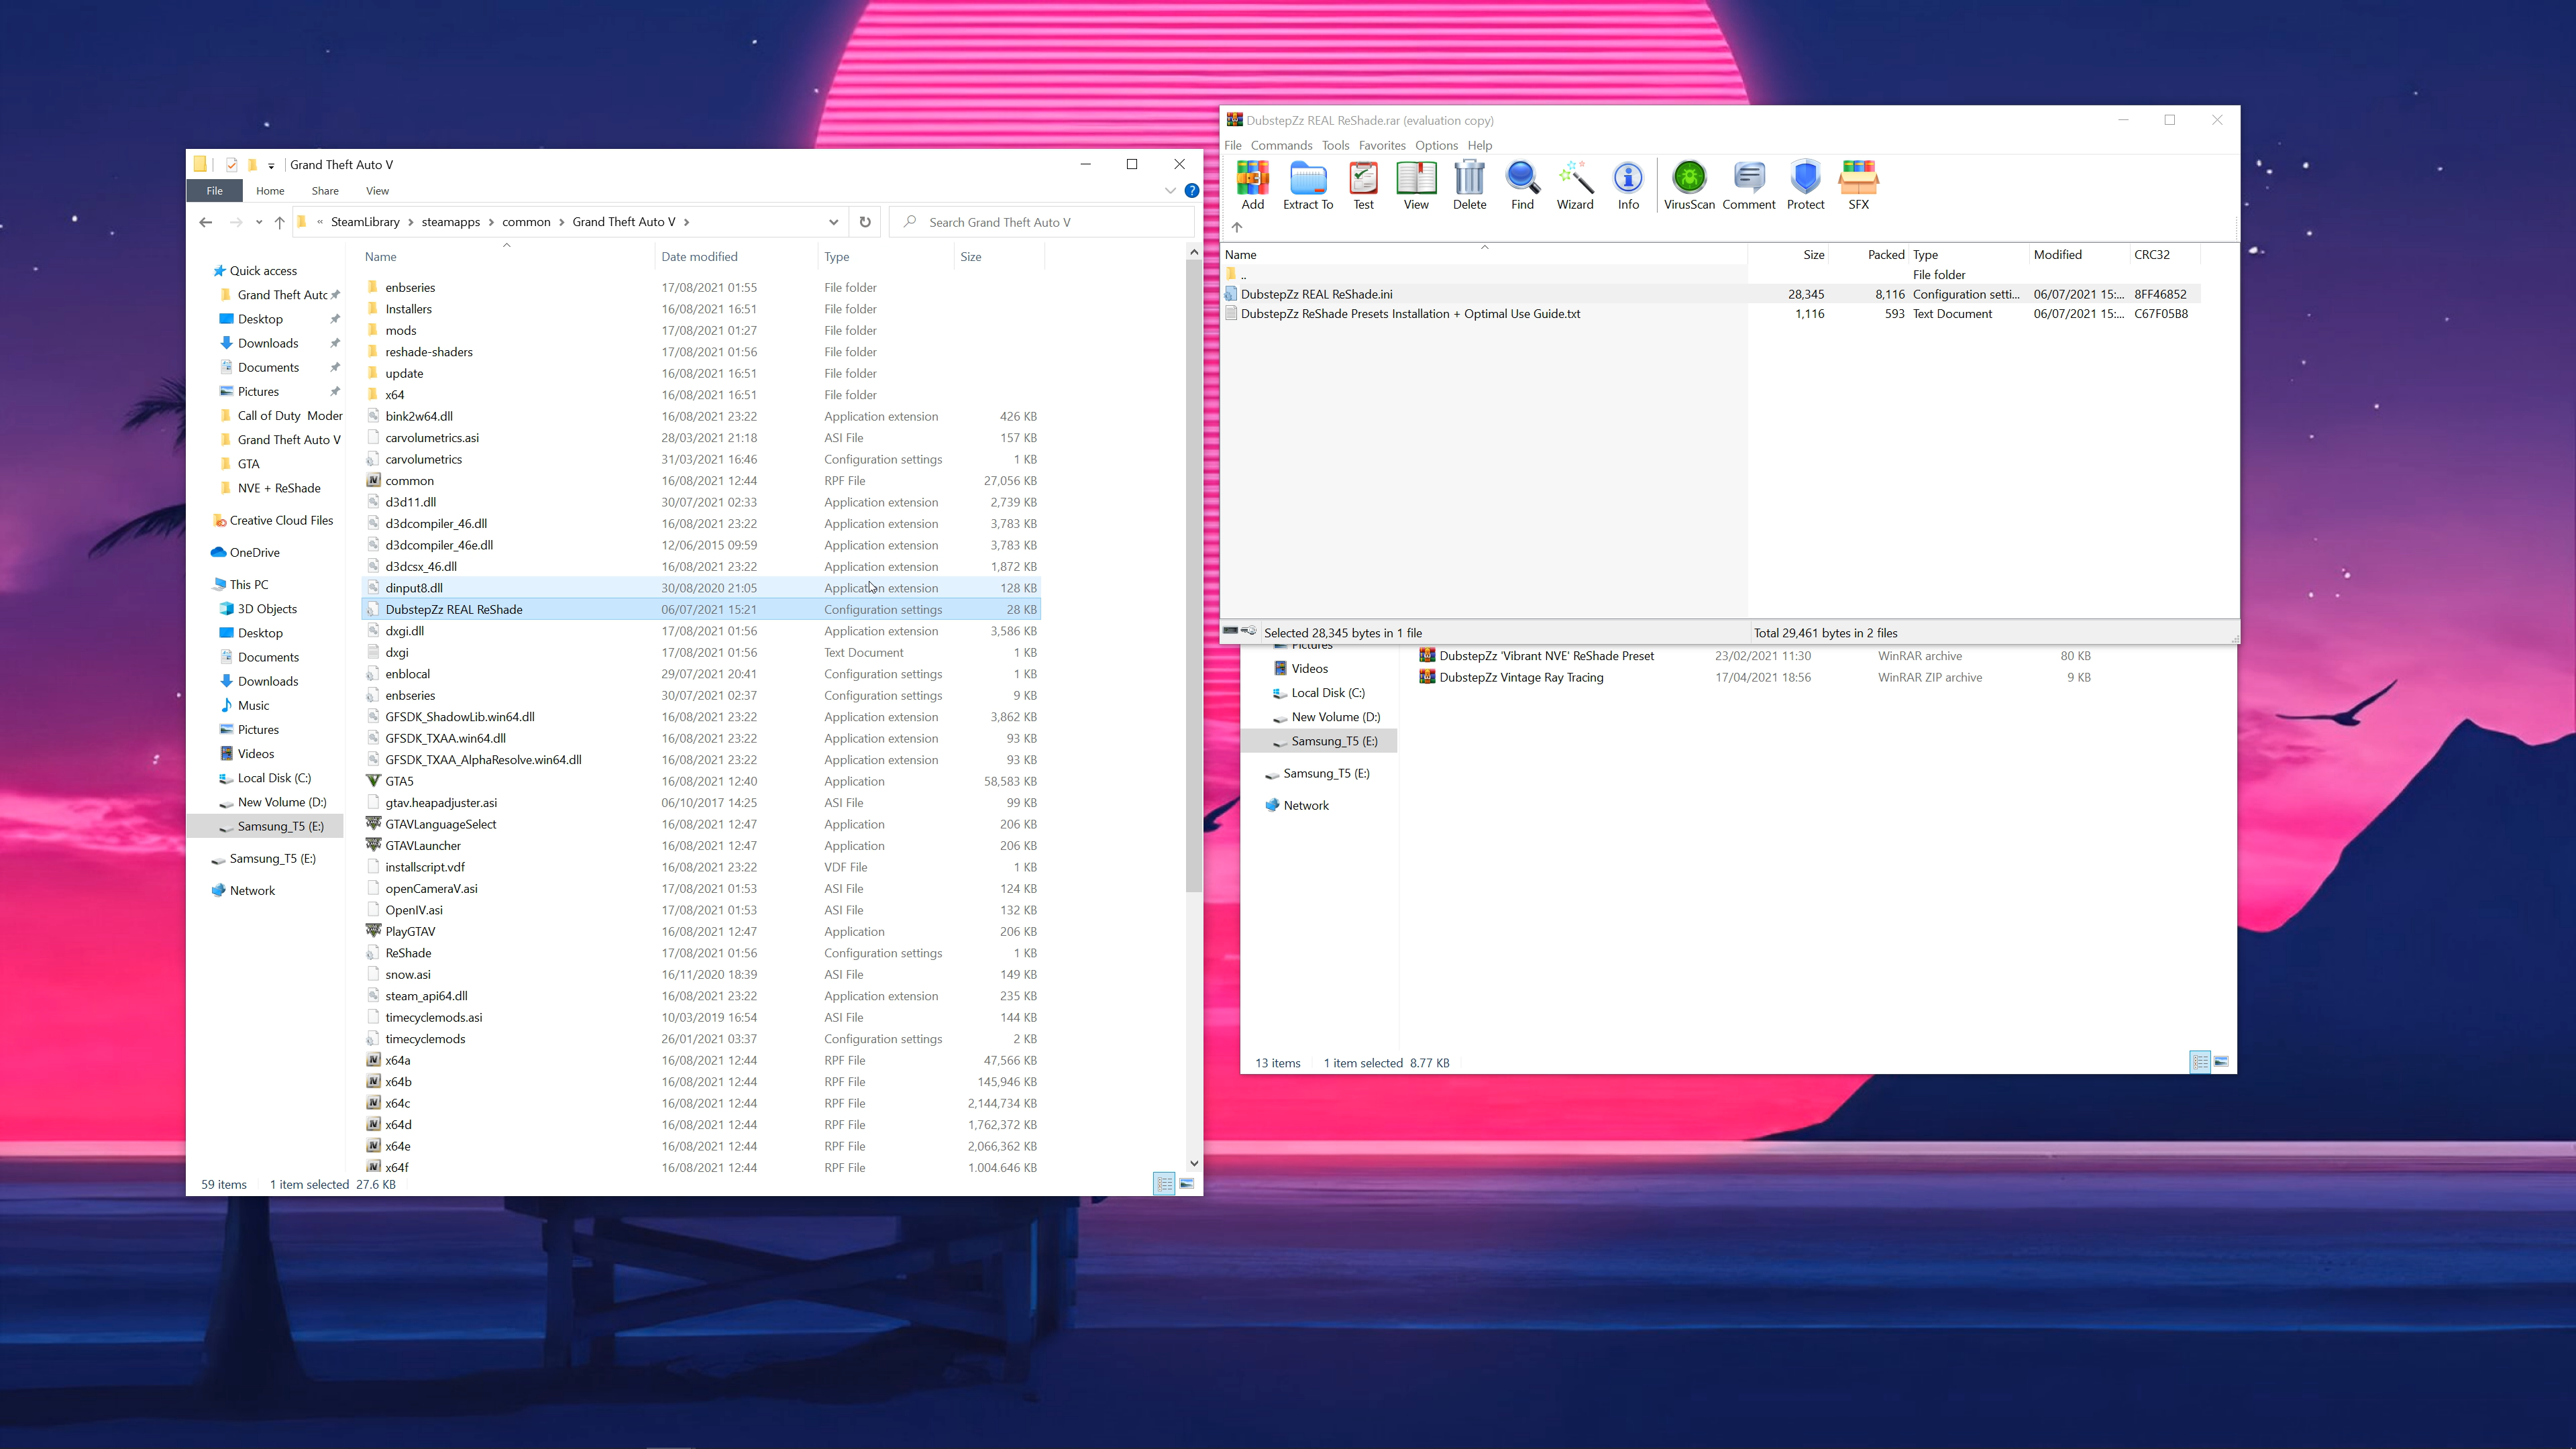 Grand Theft Auto V
File Home Share View
« SteamLibrary > steamapps > common > Grand Theft Auto V >
Search Grand Theft Auto V
Quick access
Grand Theft Autc
Desktop
Downloads
Documents
Pictures
Call of Duty Moder
Grand Theft Auto V
GTA
NVE + ReShade
Creative Cloud Files
OneDrive
This PC
3D Objects
Desktop
Documents
Downloads
Music
Pictures
Videos
Local Disk (C:)
New Volume (D:)
Samsung_T5 (E:)
Samsung_T5 (E:)
Network
Name Date modified Type Size
enbseries 17/08/2021 01:55 File folder
Installers 16/08/2021 16:51 File folder
mods 17/08/2021 01:27 File folder
reshade-shaders 17/08/2021 01:56 File folder
update 16/08/2021 16:51 File folder
x64 16/08/2021 16:51 File folder
bink2w64.dll 16/08/2021 23:22 Application extension 426 KB
carvolumetrics.asi 28/03/2021 21:18 ASI File 157 KB
carvolumetrics 31/03/2021 16:46 Configuration settings 1 KB
common 16/08/2021 12:44 RPF File 27,056 KB
d3d11.dll 30/07/2021 02:33 Application extension 2,739 KB
d3dcompiler_46.dll 16/08/2021 23:22 Application extension 3,783 KB
d3dcompiler_46e.dll 12/06/2015 09:59 Application extension 3,783 KB
d3dcsx_46.dll 16/08/2021 23:22 Application extension 1,872 KB
dinput8.dll 30/08/2020 21:05 Application extension 128 KB
DubstepZz REAL ReShade 06/07/2021 15:21 Configuration settings 28 KB
dxgi.dll 17/08/2021 01:56 Application extension 3,586 KB
dxgi 17/08/2021 01:56 Text Document 1 KB
enblocal 29/07/2021 20:41 Configuration settings 1 KB
enbseries 30/07/2021 02:37 Configuration settings 9 KB
GFSDK_ShadowLib.win64.dll 16/08/2021 23:22 Application extension 3,862 KB
GFSDK_TXAA.win64.dll 16/08/2021 23:22 Application extension 93 KB
GFSDK_TXAA_AlphaResolve.win64.dll 16/08/2021 23:22 Application extension 93 KB
GTA5 16/08/2021 12:40 Application 58,583 KB
gtav.heapadjuster.asi 06/10/2017 14:25 ASI File 99 KB
GTAVLanguageSelect 16/08/2021 12:47 Application 206 KB
GTAVLauncher 16/08/2021 12:47 Application 206 KB
installscript.vdf 16/08/2021 23:22 VDF File 1 KB
openCameraV.asi 17/08/2021 01:53 ASI File 124 KB
OpenIV.asi 17/08/2021 01:53 ASI File 132 KB
PlayGTAV 16/08/2021 12:47 Application 206 KB
ReShade 17/08/2021 01:56 Configuration settings 1 KB
snow.asi 16/11/2020 18:39 ASI File 149 KB
steam_api64.dll 16/08/2021 23:22 Application extension 235 KB
timecyclemods.asi 10/03/2019 16:54 ASI File 144 KB
timecyclemods 26/01/2021 03:37 Configuration settings 2 KB
x64a 16/08/2021 12:44 RPF File 47,566 KB
x64b 16/08/2021 12:44 RPF File 145,946 KB
x64c 16/08/2021 12:44 RPF File 2,144,734 KB
x64d 16/08/2021 12:44 RPF File 1,762,372 KB
x64e 16/08/2021 12:44 RPF File 2,066,362 KB
x64f 16/08/2021 12:44 RPF File 1,004,646 KB
59 items 1 item selected 27.6 KB
DubstepZz REAL ReShade.rar (evaluation copy)
File Commands Tools Favorites Options Help
Add Extract To Test View Delete Find Wizard Info VirusScan Comment Protect SFX
Name Size Packed Type Modified CRC32
.. File folder
DubstepZz REAL ReShade.ini 28,345 8,116 Configuration setti... 06/07/2021 15:... 8FF46852
DubstepZz ReShade Presets Installation + Optimal Use Guide.txt 1,116 593 Text Document 06/07/2021 15:... C67F05B8
Selected 28,345 bytes in 1 file Total 29,461 bytes in 2 files
Pictures
Videos
Local Disk (C:)
New Volume (D:)
Samsung_T5 (E:)
Samsung_T5 (E:)
Network
DubstepZz 'Vibrant NVE' ReShade Preset 23/02/2021 11:30 WinRAR archive 80 KB
DubstepZz Vintage Ray Tracing 17/04/2021 18:56 WinRAR ZIP archive 9 KB
13 items 1 item selected 8.77 KB